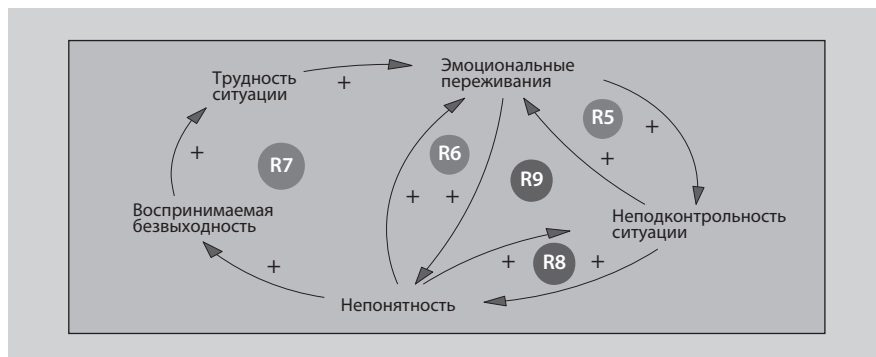 Эмоциональные
переживания
Трудность
ситуации
+
R5
+
+
R6
R7
+
R9
+
+
Воспринимаемая
безвыходность
Неподконтрольность
ситуации
+
+
R8
+
Непонятность